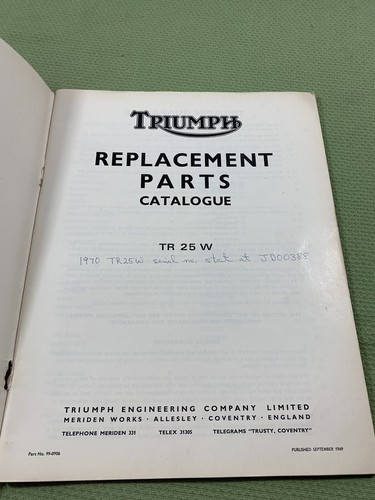 TRIUMPH
REPLACEMENT
PARTS
CATALOGUE
TR 25 W
1970 TR25W serial no. start at JD00388
TRIUMPH ENGINEERING COMPANY LIMITED
MERIDEN WORKS · ALLESLEY · COVENTRY · ENGLAND
TELEPHONE MERIDEN 331 TELEX 31305 TELEGRAMS "TRUSTY, COVENTRY"
Part No. 99-0906 PUBLISHED SEPTEMBER 1969